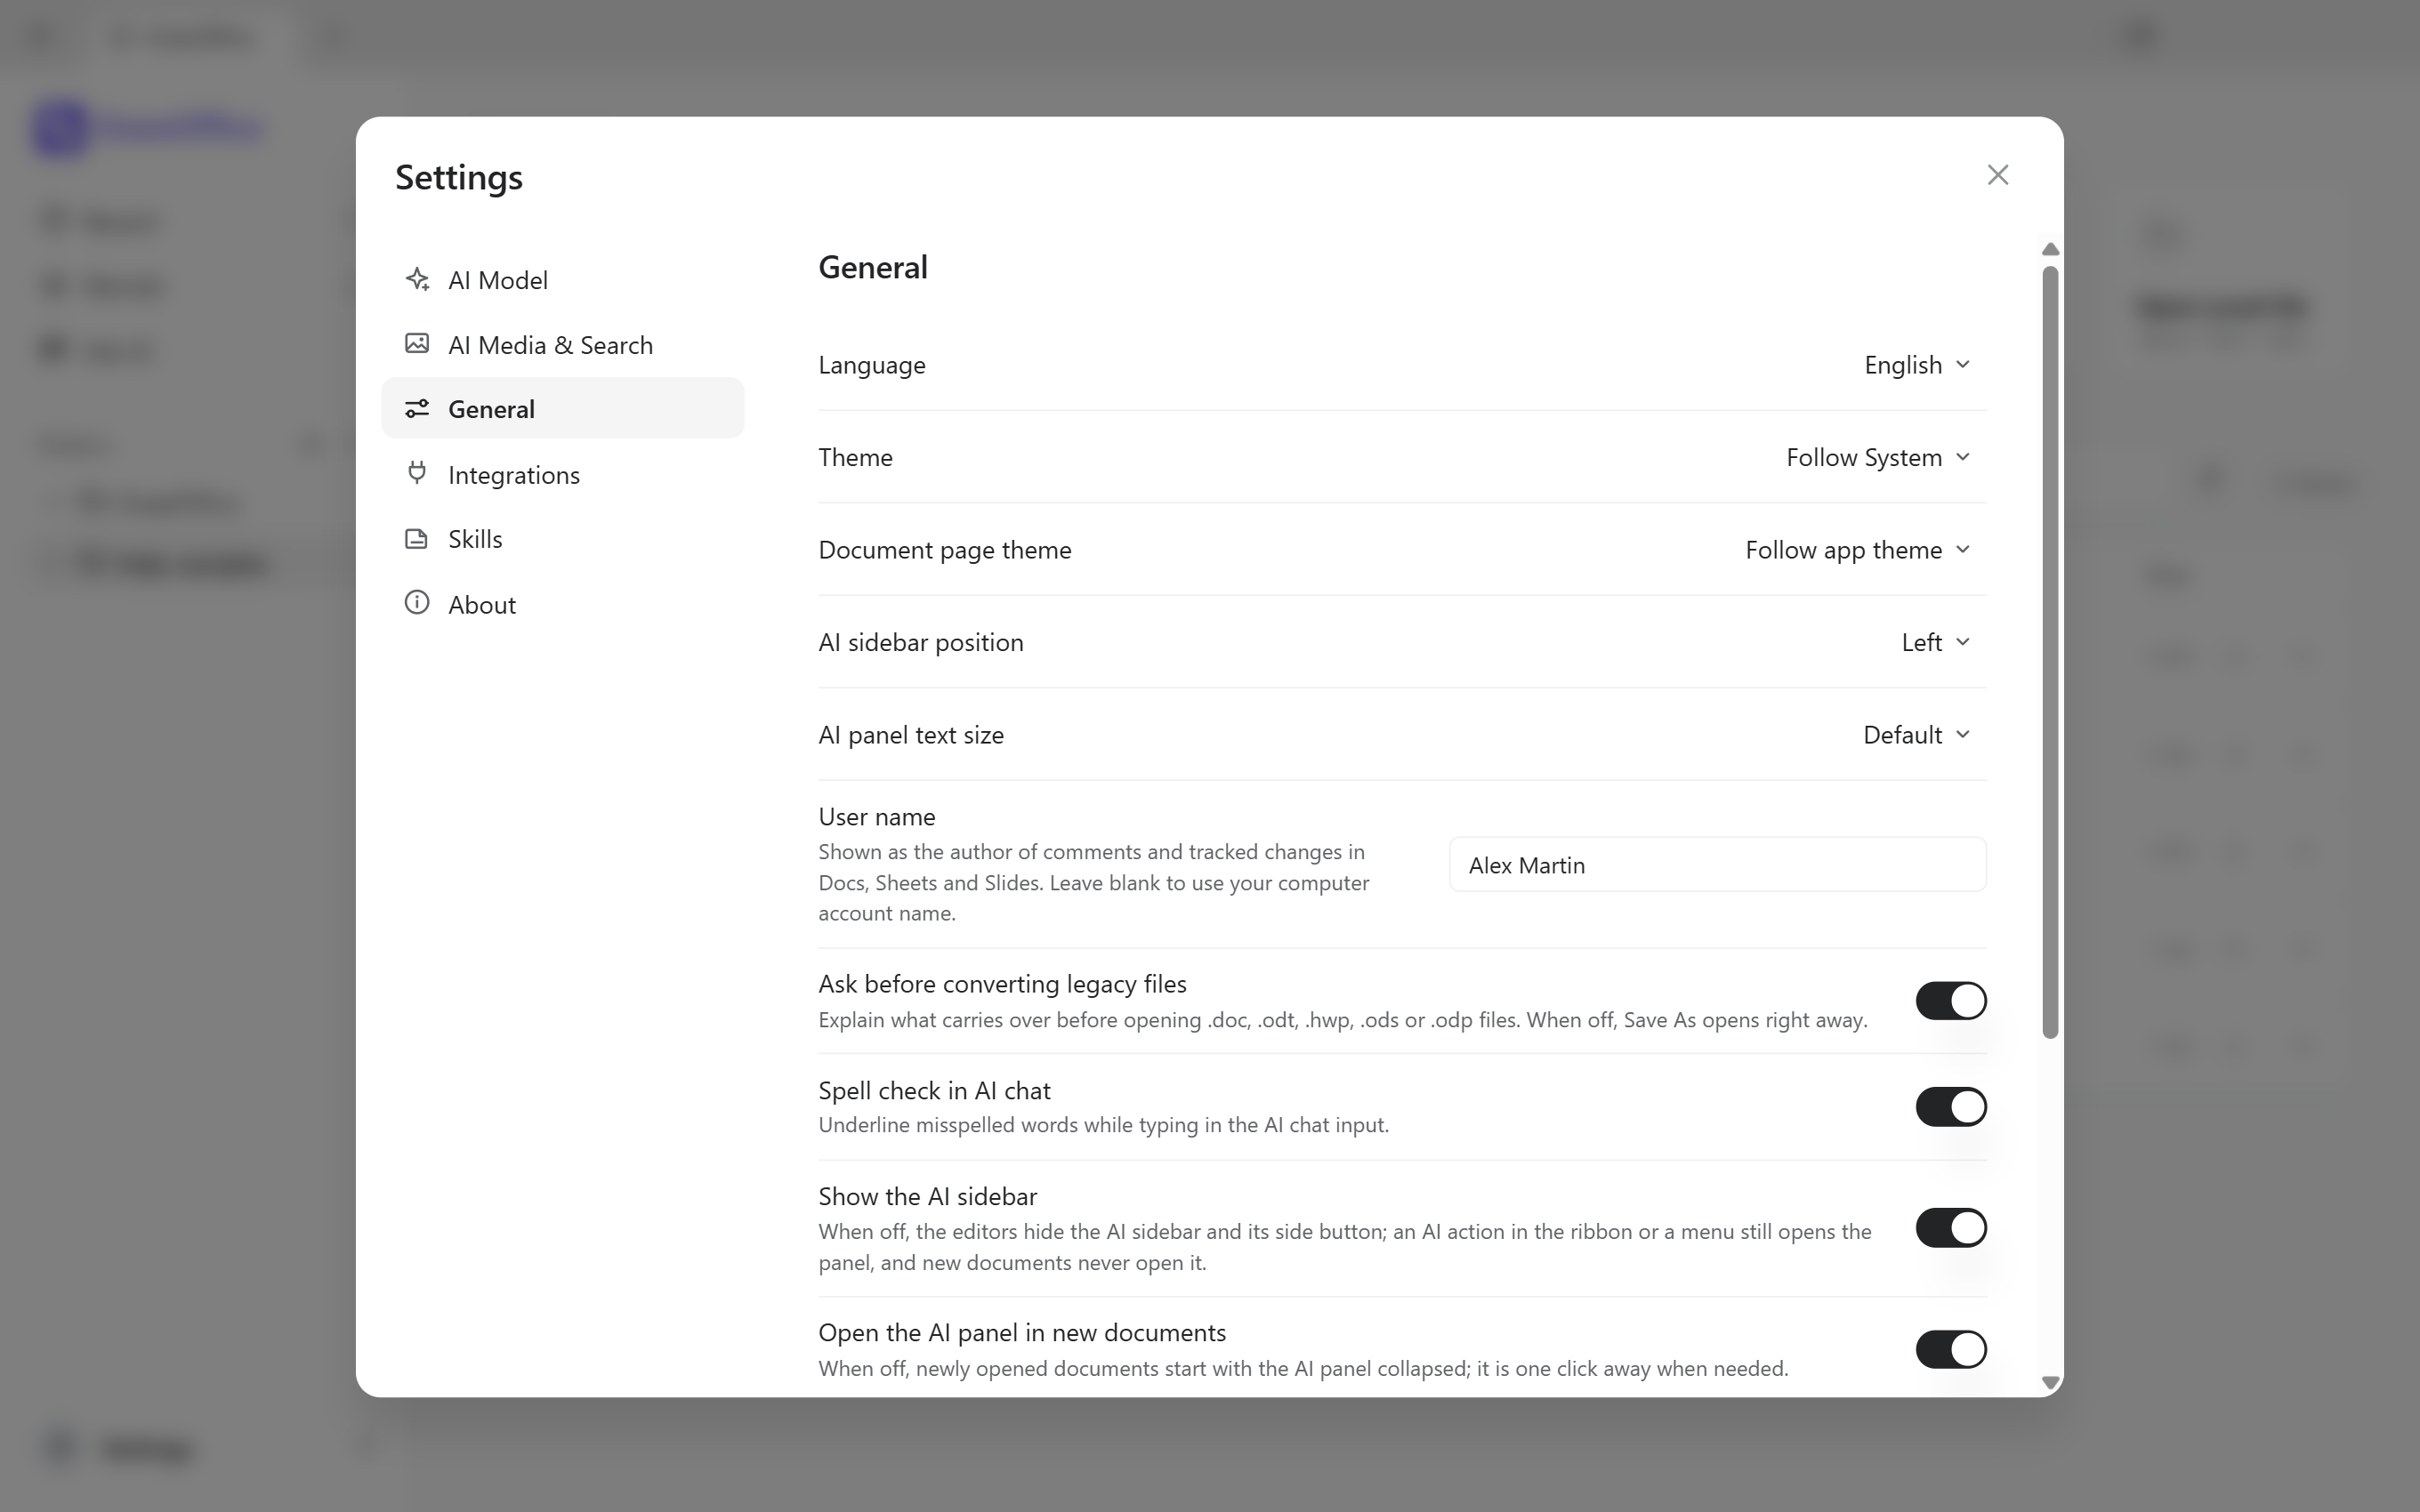 Settings
AI Model
AI Media & Search
General
Integrations
Skills
About
General
Language
English
Theme
Follow System
Document page theme
Follow app theme
AI sidebar position
Left
AI panel text size
Default
User name
Shown as the author of comments and tracked changes in
Docs, Sheets and Slides. Leave blank to use your computer
account name.
Alex Martin
Ask before converting legacy files
Explain what carries over before opening .doc, .odt, .hwp, .ods or .odp files. When off, Save As opens right away.
Spell check in AI chat
Underline misspelled words while typing in the AI chat input.
Show the AI sidebar
When off, the editors hide the AI sidebar and its side button; an AI action in the ribbon or a menu still opens the
panel, and new documents never open it.
Open the AI panel in new documents
When off, newly opened documents start with the AI panel collapsed; it is one click away when needed.
Settings